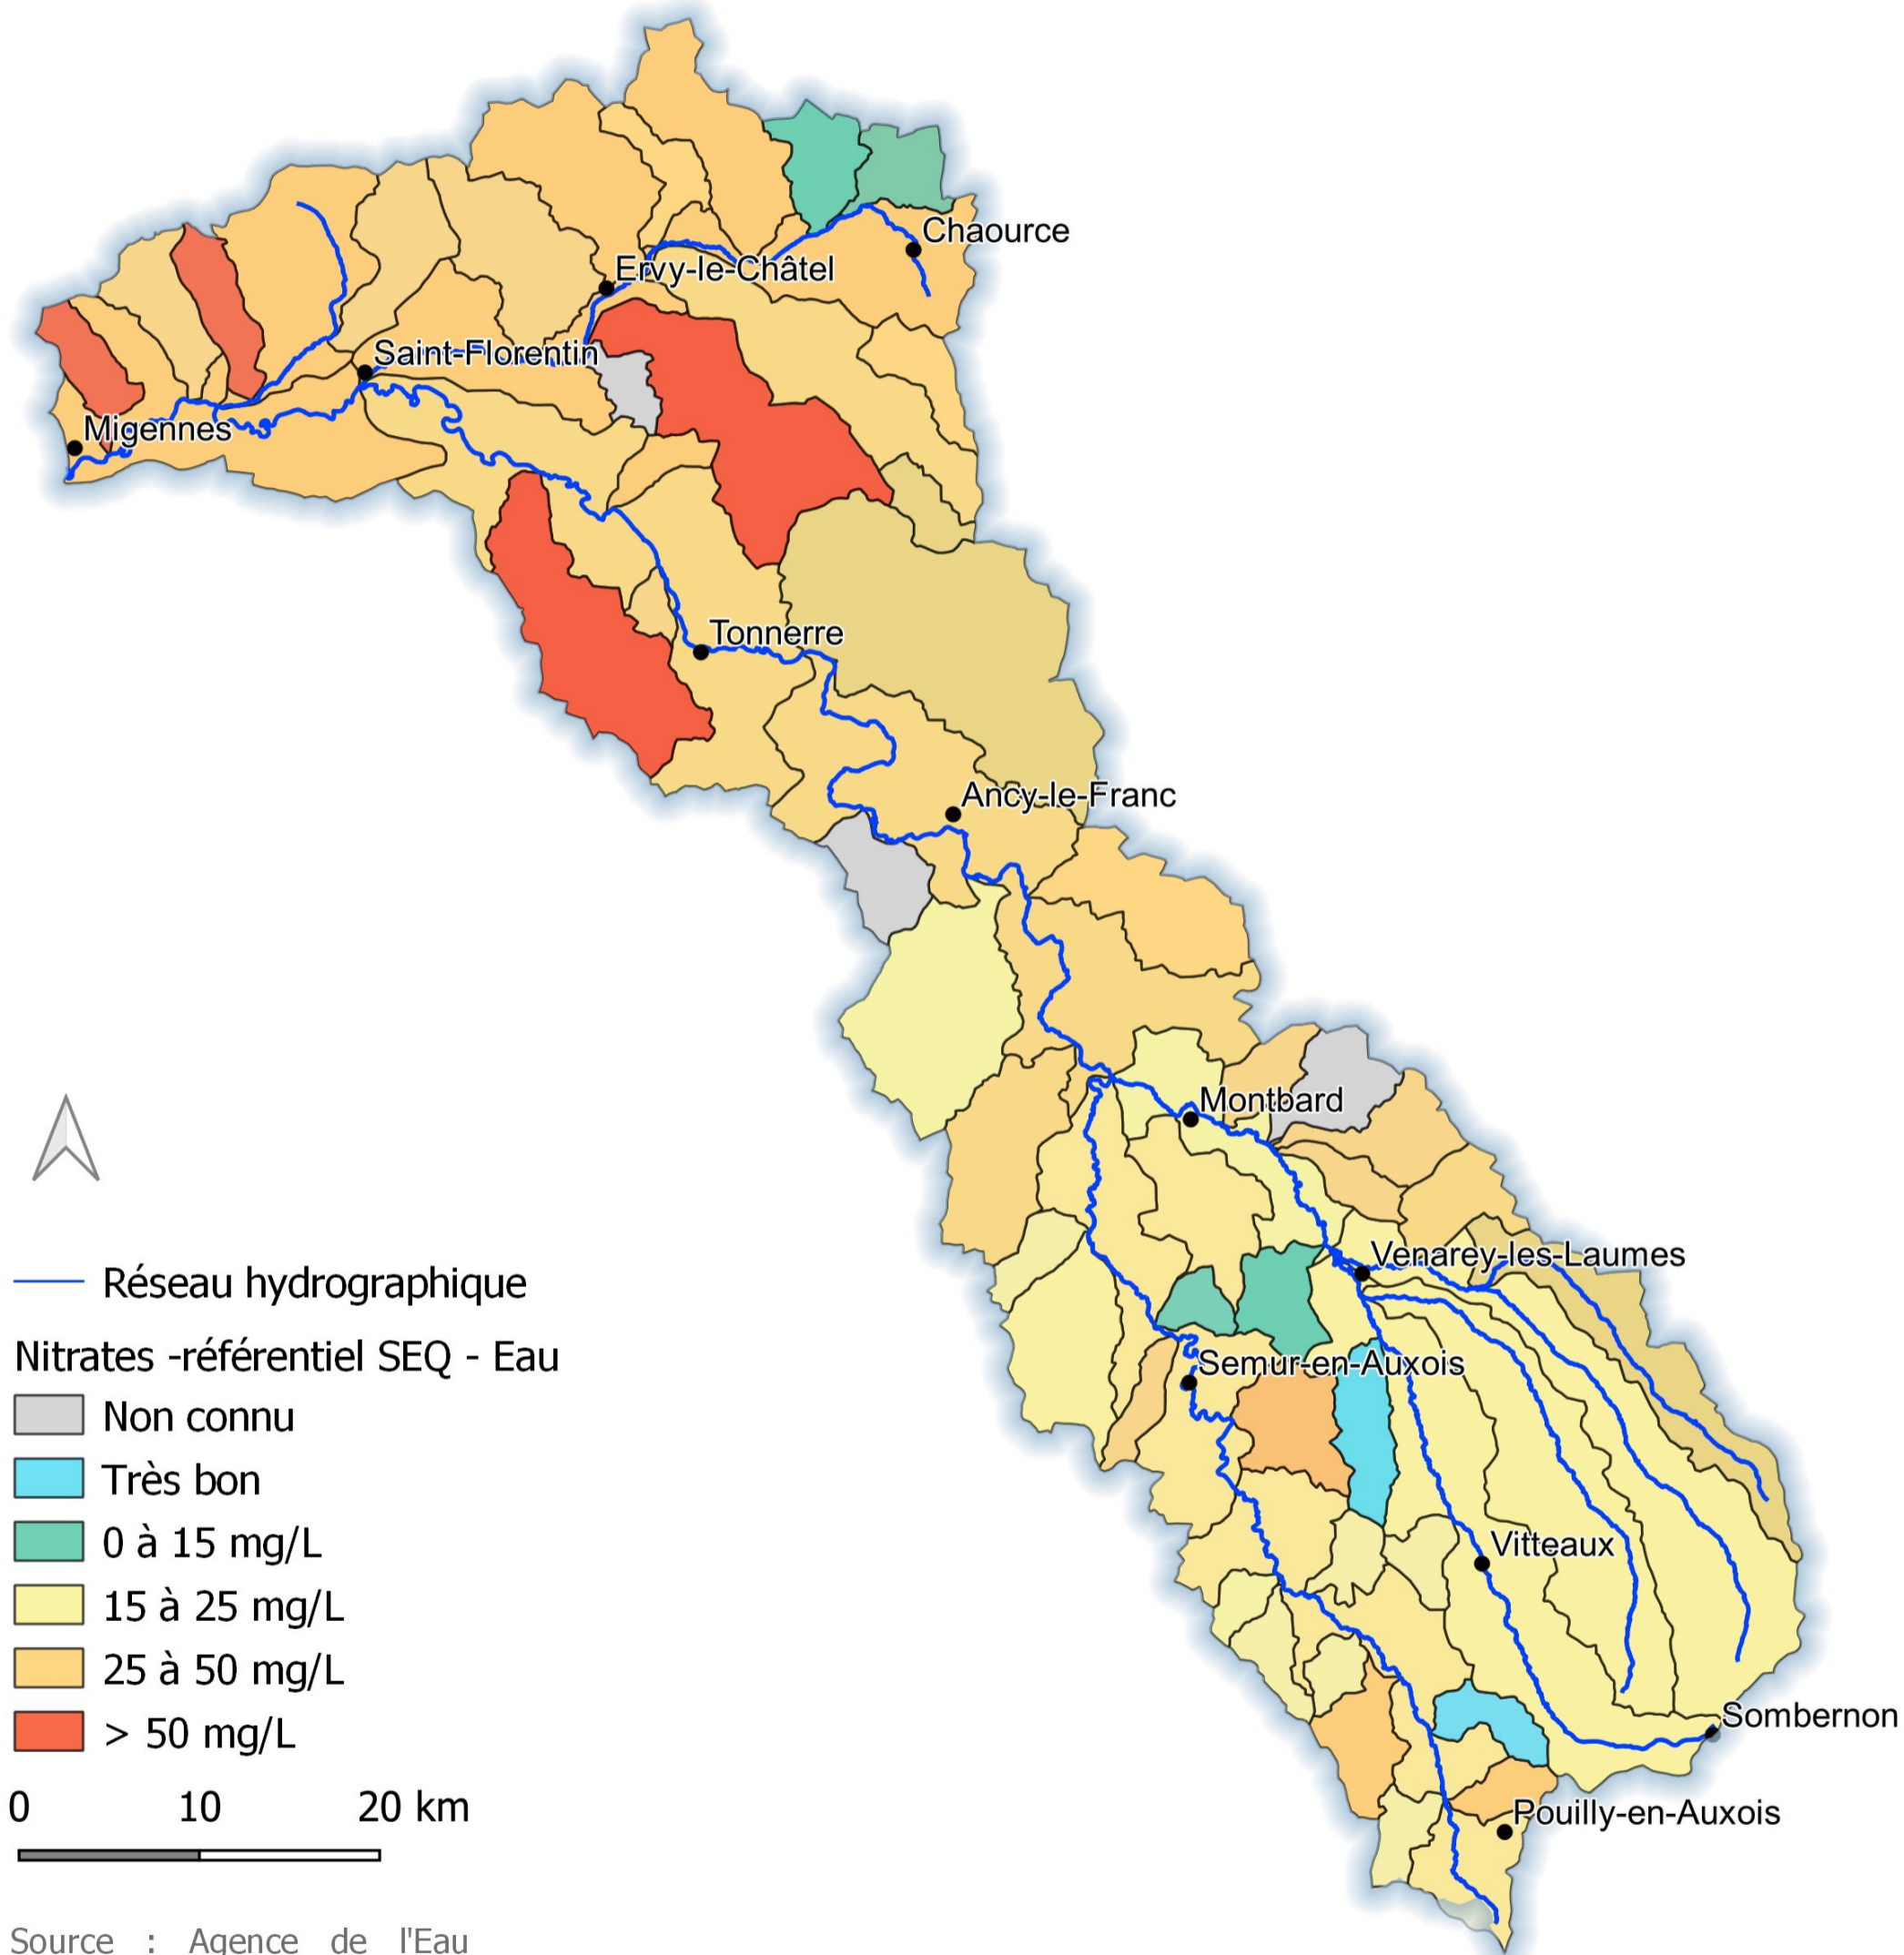 Chaource
Ervy-le-Châtel
Saint-Florentin
Migennes
Tonnerre
Ancy-le-Franc
Montbard
Venarey-les-Laumes
Semur-en-Auxois
Vitteaux
Sombernon
Pouilly-en-Auxois
Réseau hydrographique
Nitrates -référentiel SEQ - Eau
Non connu
Très bon
0 à 15 mg/L
15 à 25 mg/L
25 à 50 mg/L
> 50 mg/L
0 10 20 km
Source : Agence de l'Eau